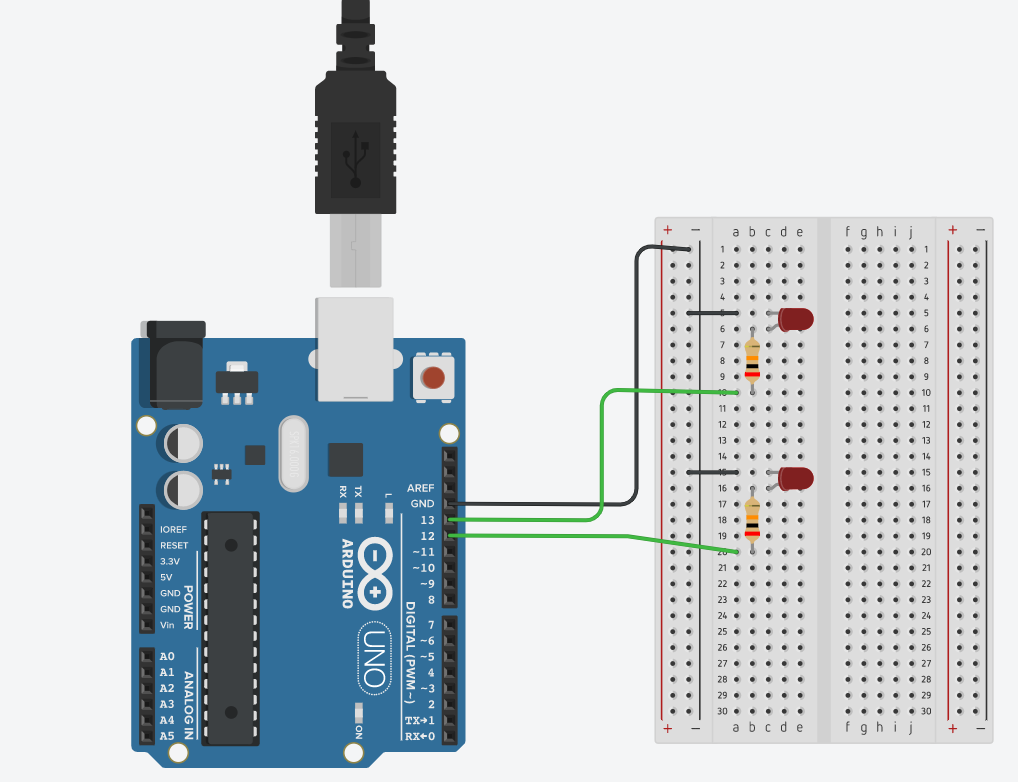 AREF
GND
RX TX L
13
12
~11
~10
~9
8
IOREF
RESET
3.3V
5V
GND
GND
Vin
POWER
ARDUINO
UNO
DIGITAL (PWM~)
7
~6
~5
4
~3
2
TX→1
RX←0
A0
A1
A2
A3
A4
A5
ANALOG IN
ON
+ − a b c d e f g h i j + −
1 1
2 2
3 3
4 4
5 5
6 6
7 7
8 8
9 9
10 10
11 11
12 12
13 13
14 14
15 15
16 16
17 17
18 18
19 19
20 20
21 21
22 22
23 23
24 24
25 25
26 26
27 27
28 28
29 29
30 30
+ − a b c d e f g h i j + −